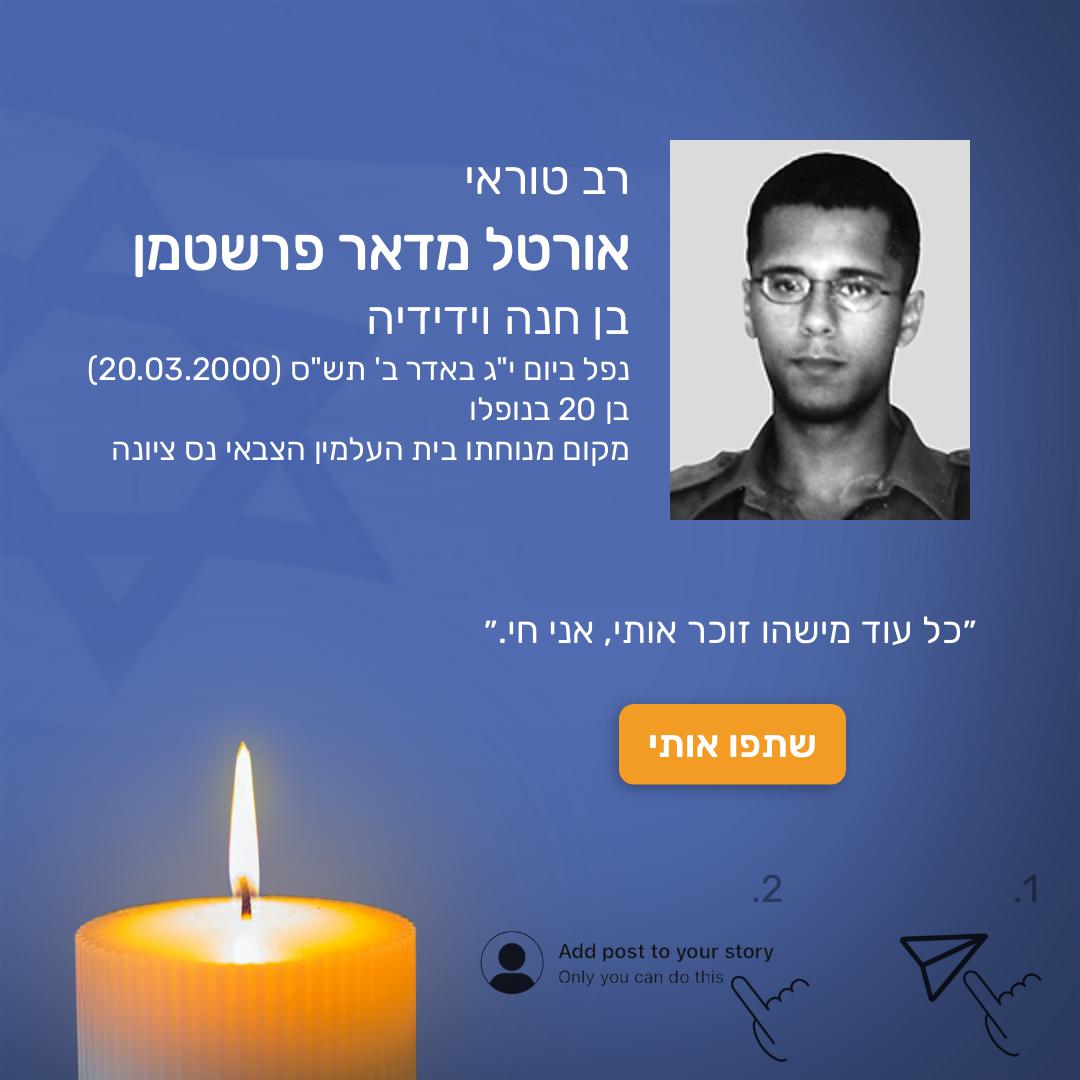 רב טוראי
אורטל מדאר פרשטמן
בן חנה וידידיה
נפל ביום י"ג באדר ב' תש"ס (20.03.2000)
בן 20 בנופלו
מקום מנוחתו בית העלמין הצבאי נס ציונה
״כל עוד מישהו זוכר אותי, אני חי.״
שתפו אותי
1.
2.
Add post to your story
Only you can do this